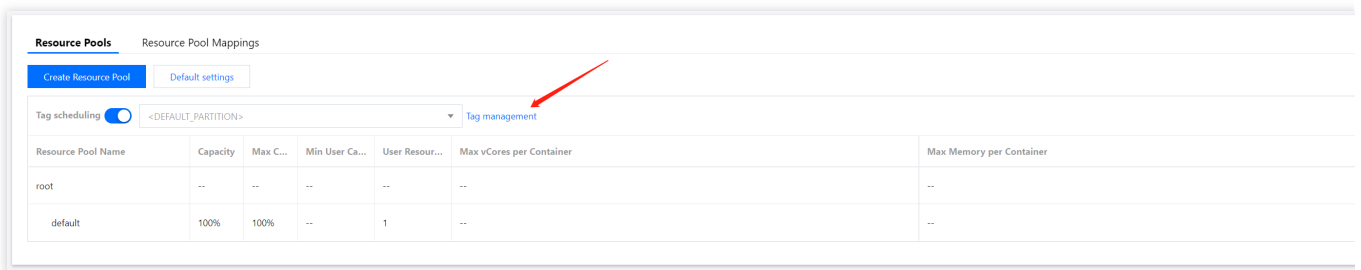 Resource Pools Resource Pool Mappings
Create Resource Pool Default settings
Tag scheduling <DEFAULT_PARTITION> Tag management
Resource Pool Name Capacity Max C... Min User Ca... User Resour... Max vCores per Container Max Memory per Container
root -- -- -- -- -- --
default 100% 100% -- 1 -- --